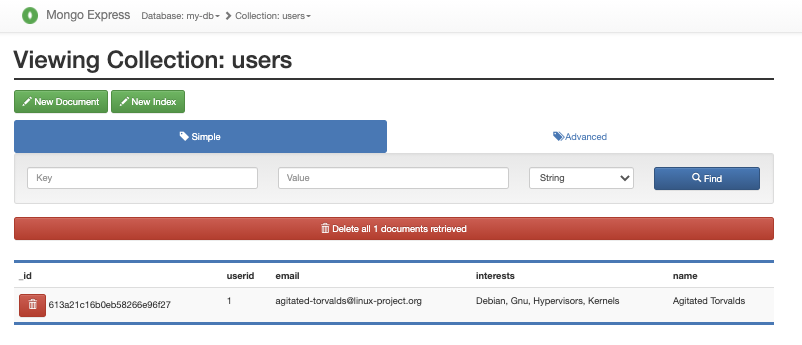 Mongo Express Database: my-db Collection: users
Viewing Collection: users
New Document New Index
Simple Advanced
Key Value String Find
Delete all 1 documents retrieved
_id userid email interests name
613a21c16b0eb58266e96f27 1 agitated-torvalds@linux-project.org Debian, Gnu, Hypervisors, Kernels Agitated Torvalds